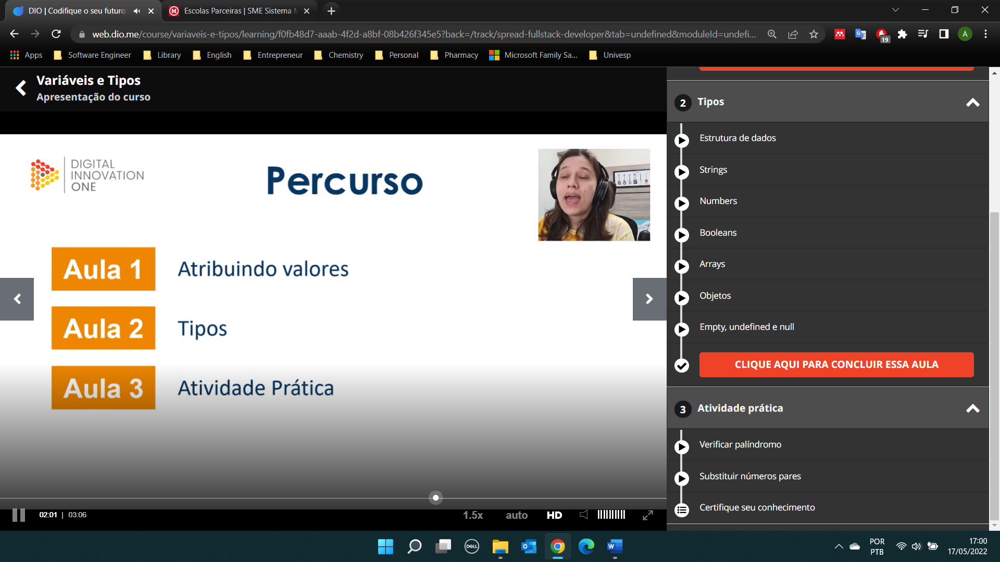 DIO | Codifique o seu futuro
Escolas Parceiras | SME Sistema
web.dio.me/course/variaveis-e-tipos/learning/f0fb48d7-aaab-4f2d-a8bf-08b426f345e5?back=/track/spread-fullstack-developer&tab=undefined&moduleId=undefi...
19
A
Apps
Software Engineer
Library
English
Entrepreneur
Chemistry
Personal
Pharmacy
Microsoft Family Sa...
Univesp
Variáveis e Tipos
Apresentação do curso
DIGITAL
INNOVATION
ONE
Percurso
Aula 1 Atribuindo valores
Aula 2 Tipos
Aula 3 Atividade Prática
02:01 | 03:06
1.5x
auto
HD
2 Tipos
Estrutura de dados
Strings
Numbers
Booleans
Arrays
Objetos
Empty, undefined e null
CLIQUE AQUI PARA CONCLUIR ESSA AULA
3 Atividade prática
Verificar palíndromo
Substituir números pares
Certifique seu conhecimento
DELL
POR
PTB
17:00
17/05/2022